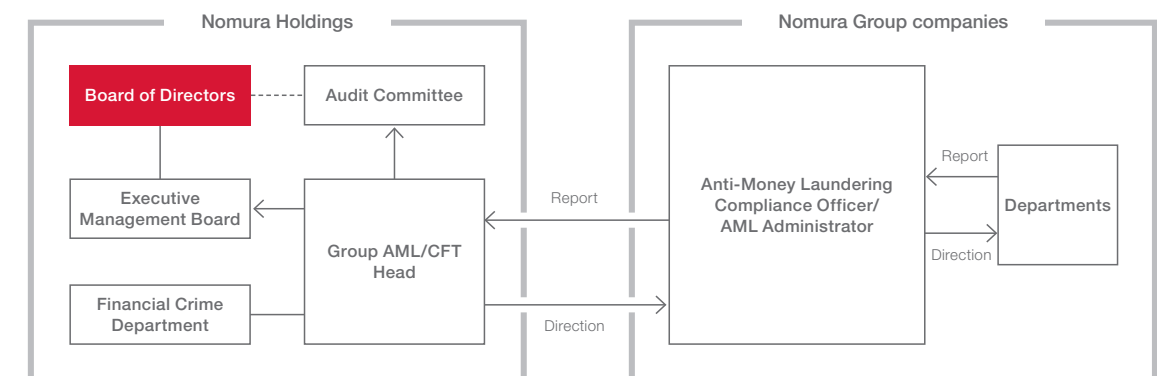 Nomura Holdings
Nomura Group companies
Board of Directors
Audit Committee
Executive
Management Board
Group AML/CFT
Head
Financial Crime
Department
Report
Direction
Anti-Money Laundering
Compliance Officer/
AML Administrator
Report
Direction
Departments